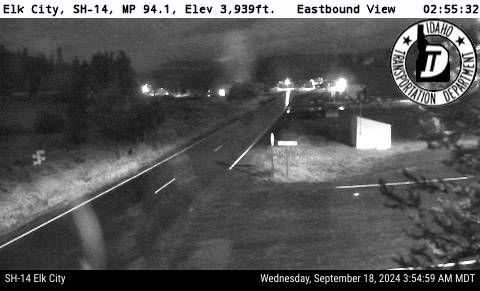 Elk City, SH-14, MP 94.1, Elev 3,939ft.   Eastbound View   02:55:32
IDAHO
TRANSPORTATION DEPARTMENT
SH-14 Elk City
Wednesday, September 18, 2024 3:54:59 AM MDT